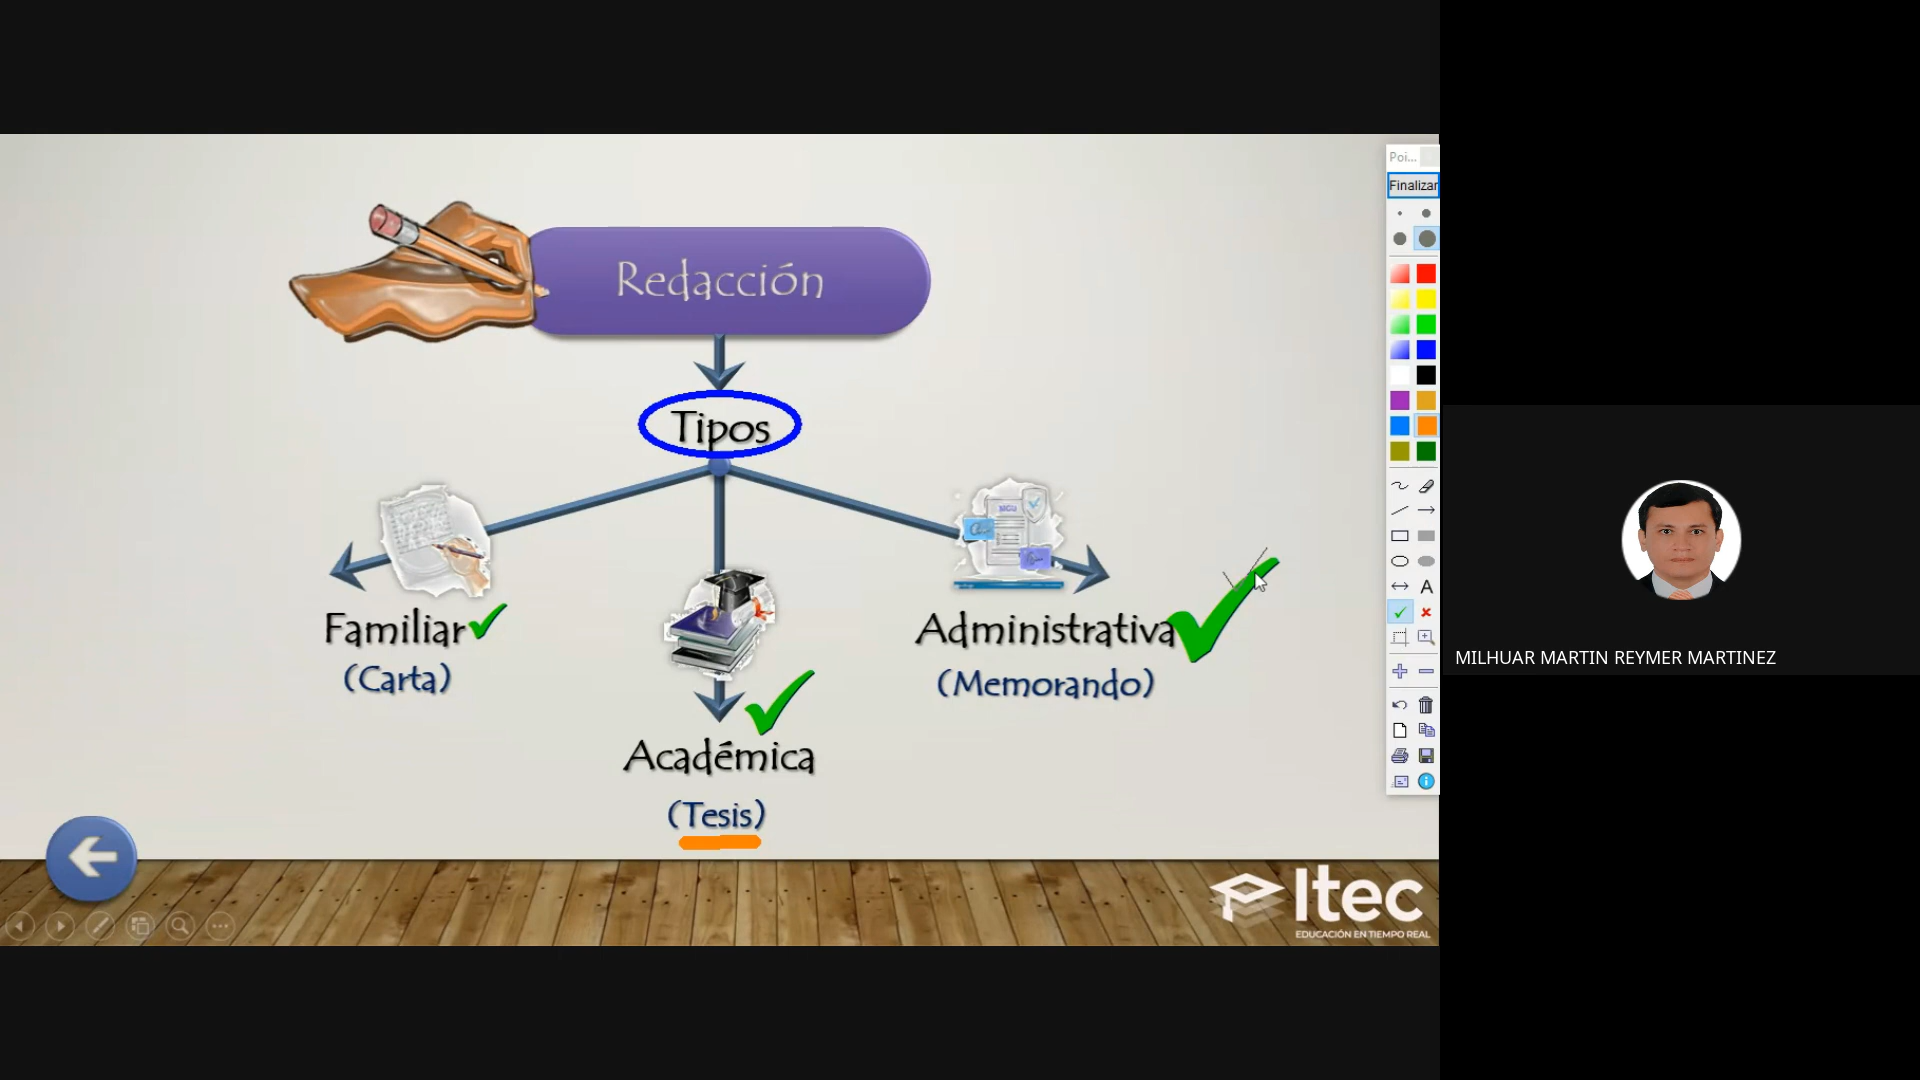 Poi...
Finalizar
Redacción
Tipos
Familiar
(Carta)
Administrativa
(Memorando)
Académica
(Tesis)
A
Itec
EDUCACIÓN EN TIEMPO REAL
MILHUAR MARTIN REYMER MARTINEZ